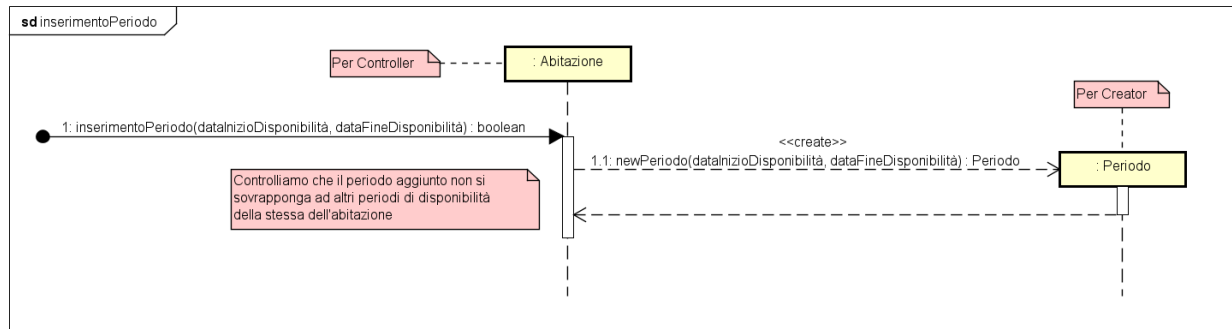 sd inserimentoPeriodo
Per Controller
: Abitazione
Per Creator
1: inserimentoPeriodo(dataInizioDisponibilità, dataFineDisponibilità) : boolean
<<create>>
1.1: newPeriodo(dataInizioDisponibilità, dataFineDisponibilità) : Periodo
: Periodo
Controlliamo che il periodo aggiunto non si
sovrapponga ad altri periodi di disponibilità
della stessa dell'abitazione